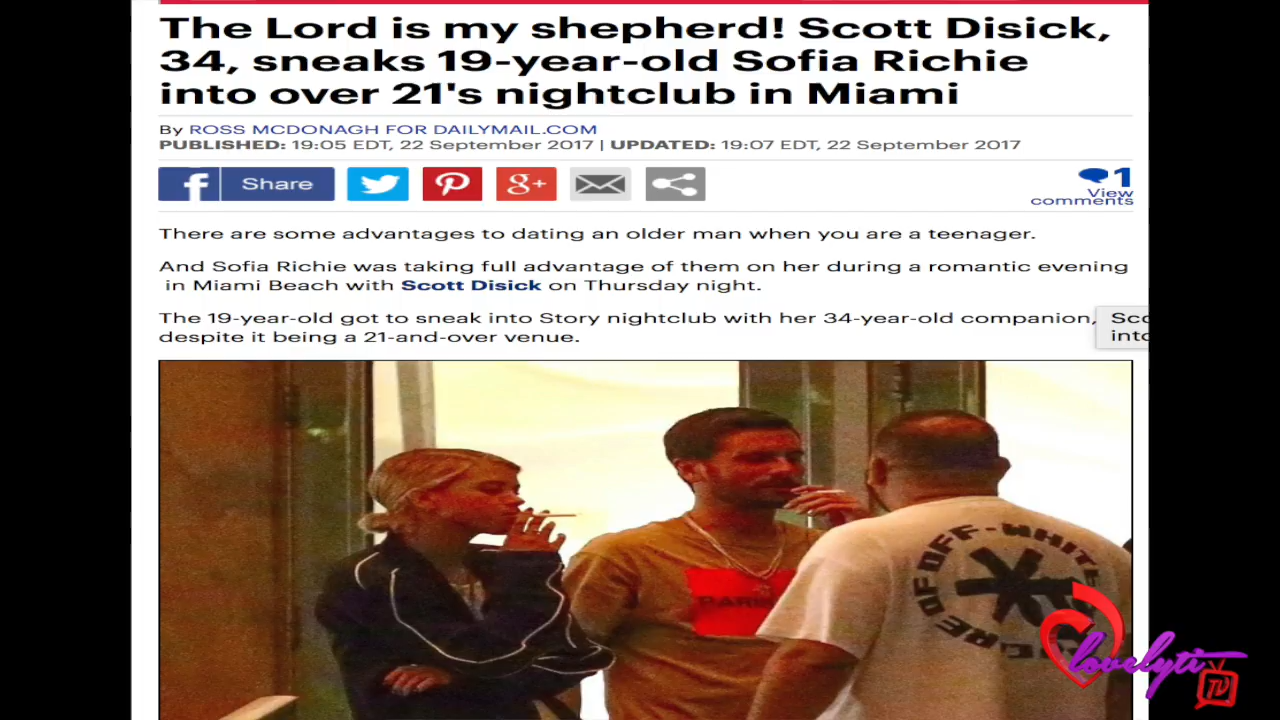 The Lord is my shepherd! Scott Disick,
34, sneaks 19-year-old Sofia Richie
into over 21's nightclub in Miami
By ROSS MCDONAGH FOR DAILYMAIL.COM
PUBLISHED: 19:05 EDT, 22 September 2017 | UPDATED: 19:07 EDT, 22 September 2017
f Share
g+
1
View
comments
There are some advantages to dating an older man when you are a teenager.
And Sofia Richie was taking full advantage of them on her during a romantic evening
in Miami Beach with Scott Disick on Thursday night.
The 19-year-old got to sneak into Story nightclub with her 34-year-old companion,
despite it being a 21-and-over venue.
Sco
into
OFF-WHITE
lovelyti
TV